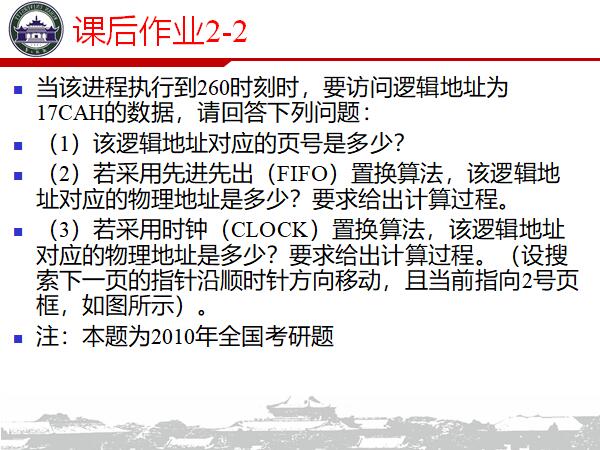 课后作业2-2
当该进程执行到260时刻时，要访问逻辑地址为
17CAH的数据，请回答下列问题：
（1）该逻辑地址对应的页号是多少？
（2）若采用先进先出（FIFO）置换算法，该逻辑地
址对应的物理地址是多少？要求给出计算过程。
（3）若采用时钟（CLOCK）置换算法，该逻辑地址
对应的物理地址是多少？要求给出计算过程。（设搜
索下一页的指针沿顺时针方向移动，且当前指向2号页
框，如图所示）。
注：本题为2010年全国考研题